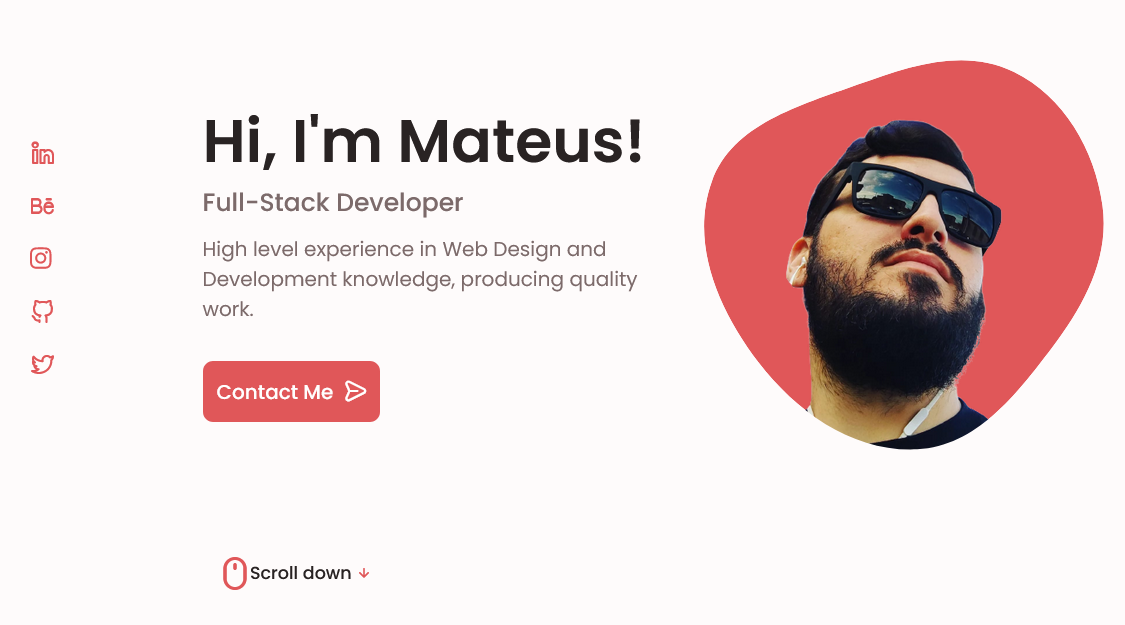 Hi, I'm Mateus!
Full-Stack Developer
High level experience in Web Design and
Development knowledge, producing quality
work.
Contact Me
Scroll down